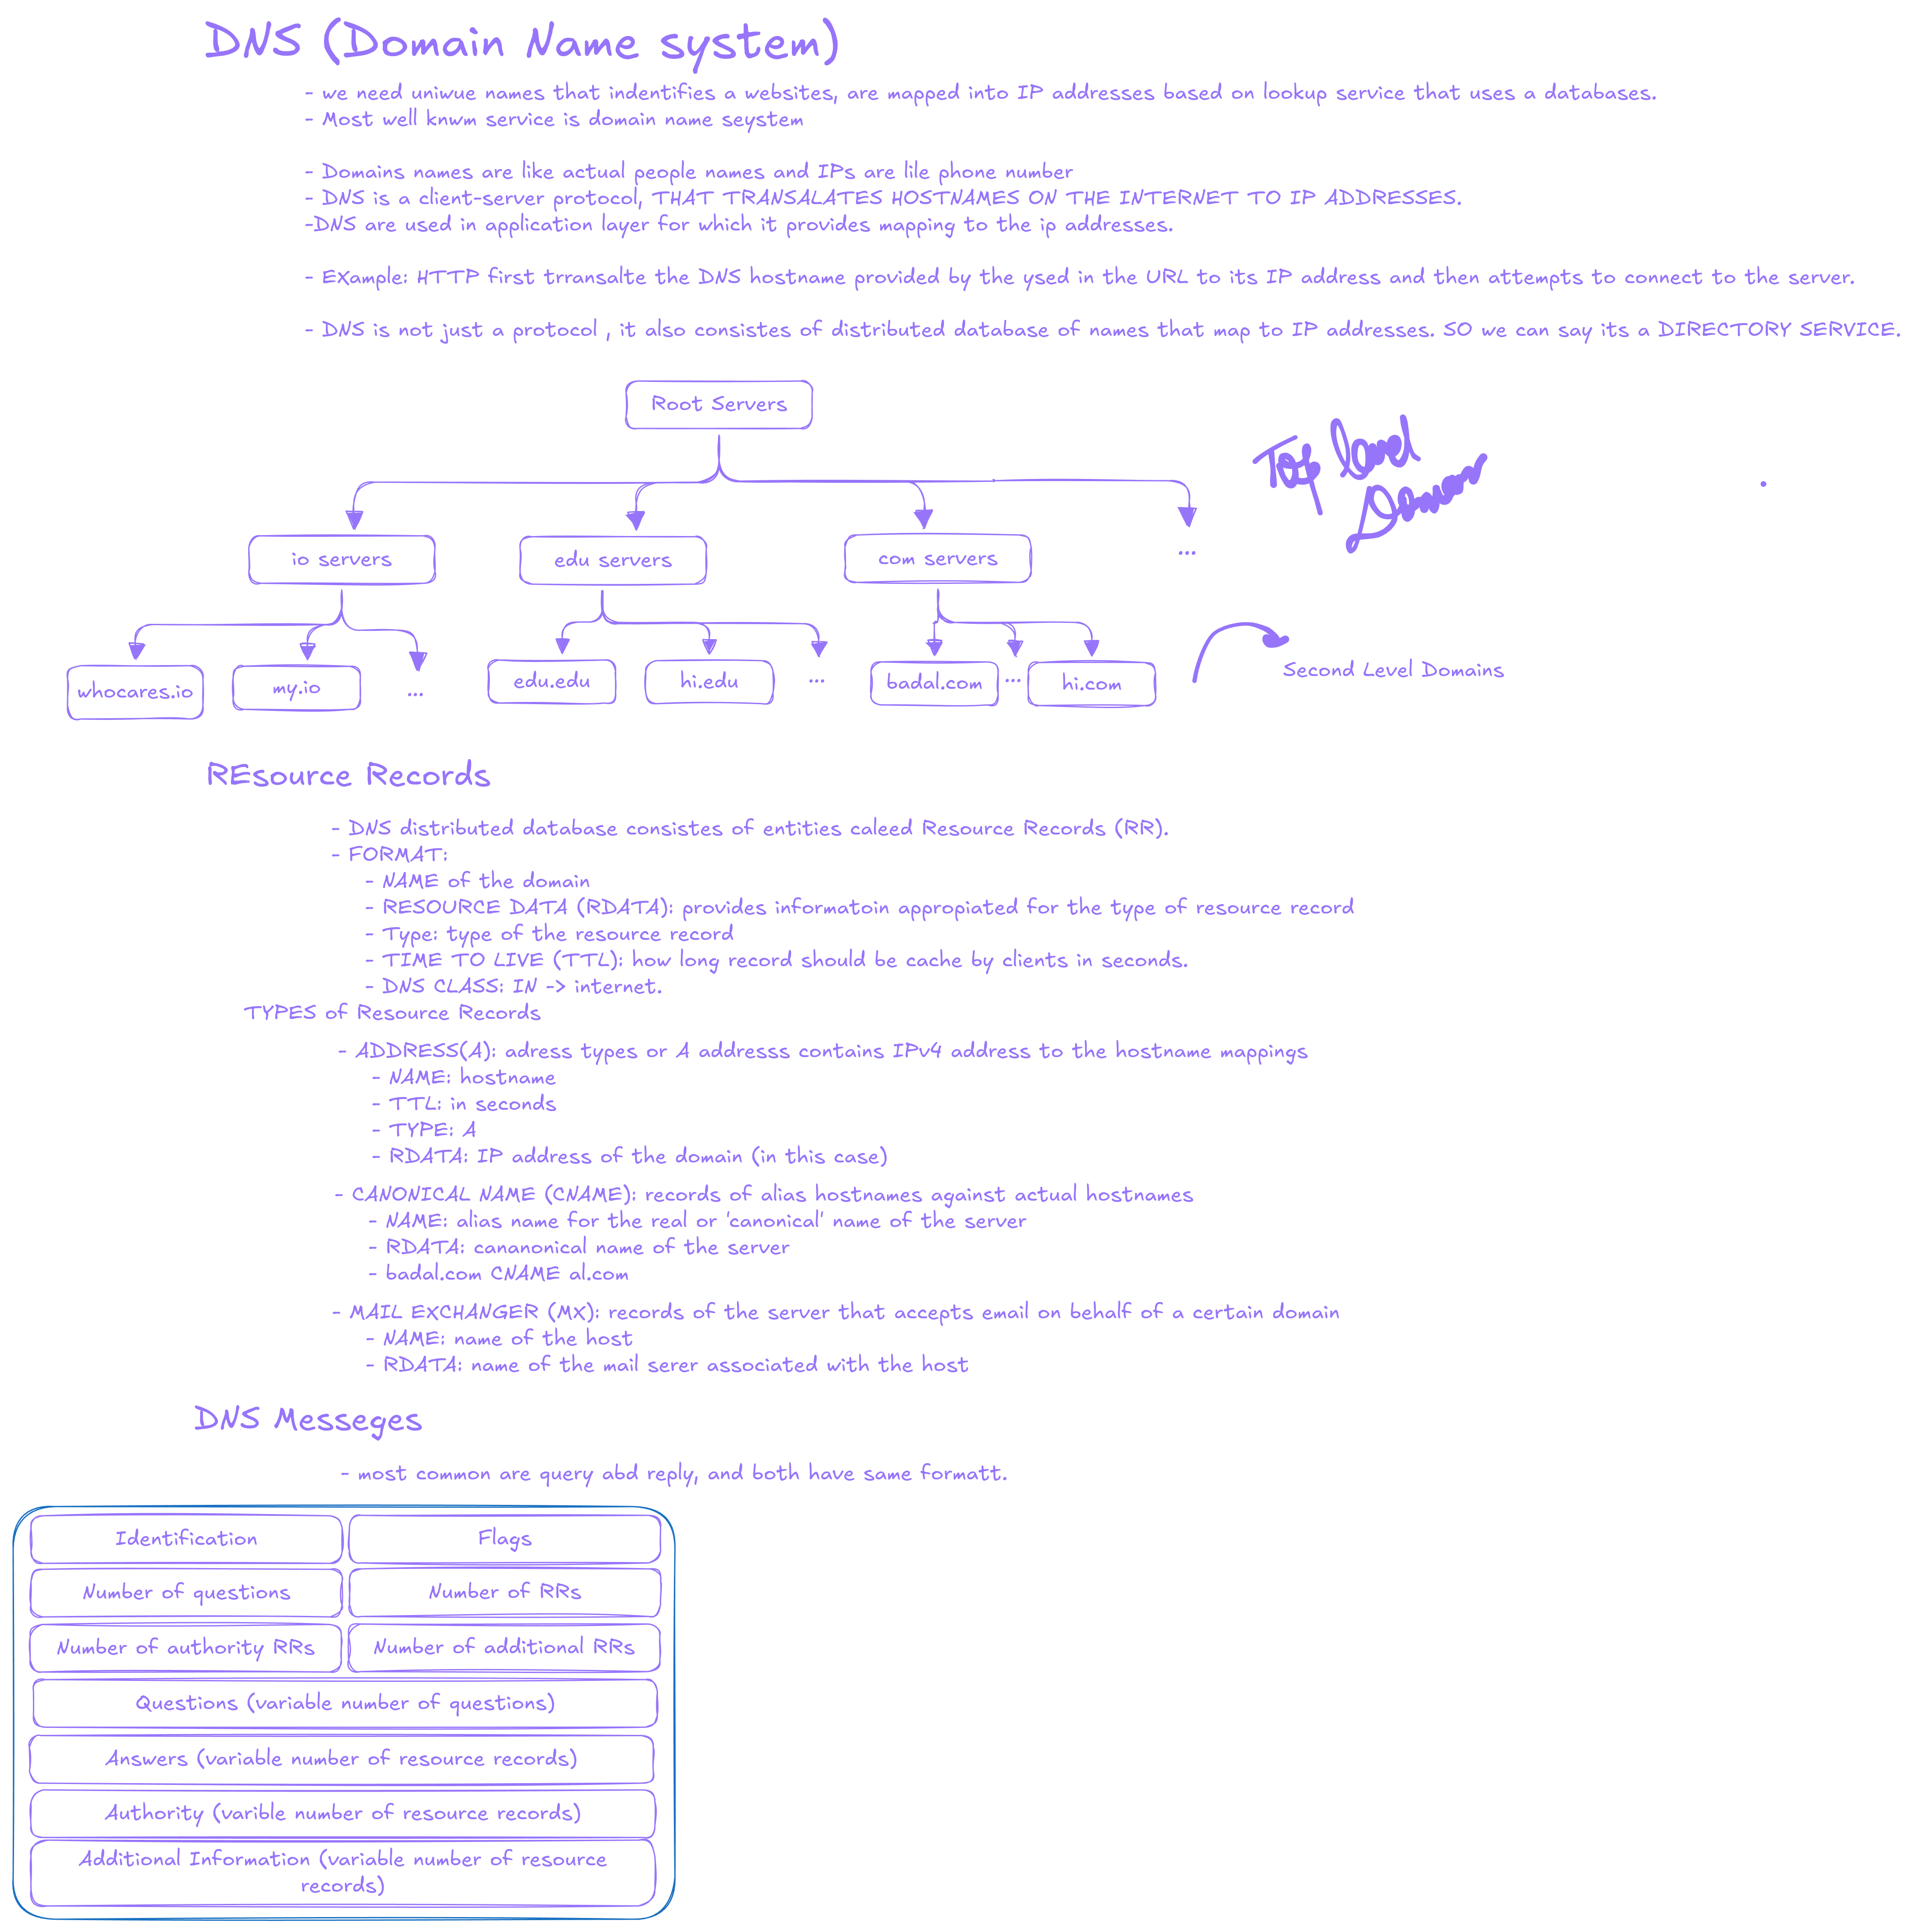 DNS (Domain Name system)
- we need uniwue names that indentifies a websites, are mapped into IP addresses based on lookup service that uses a databases.
- Most well knwm service is domain name seystem
- Domains names are like actual people names and IPs are lile phone number
- DNS is a client-server protocol, THAT TRANSALATES HOSTNAMES ON THE INTERNET TO IP ADDRESSES.
-DNS are used in application layer for which it provides mapping to the ip addresses.
- EXample: HTTP first trransalte the DNS hostname provided by the ysed in the URL to its IP address and then attempts to connect to the server.
- DNS is not just a protocol , it also consistes of distributed database of names that map to IP addresses. SO we can say its a DIRECTORY SERVICE.
Root Servers
Top level
Domain
io servers
edu servers
com servers
...
whocares.io
my.io
...
edu.edu
hi.edu
...
badal.com
...
hi.com
Second Level Domains
REsource Records
- DNS distributed database consistes of entities caleed Resource Records (RR).
- FORMAT:
- NAME of the domain
- RESOURCE DATA (RDATA): provides informatoin appropiated for the type of resource record
- Type: type of the resource record
- TIME TO LIVE (TTL): how long record should be cache by clients in seconds.
- DNS CLASS: IN -> internet.
TYPES of Resource Records
- ADDRESS(A): adress types or A addresss contains IPv4 address to the hostname mappings
- NAME: hostname
- TTL: in seconds
- TYPE: A
- RDATA: IP address of the domain (in this case)
- CANONICAL NAME (CNAME): records of alias hostnames against actual hostnames
- NAME: alias name for the real or 'canonical' name of the server
- RDATA: cananonical name of the server
- badal.com CNAME al.com
- MAIL EXCHANGER (MX): records of the server that accepts email on behalf of a certain domain
- NAME: name of the host
- RDATA: name of the mail serer associated with the host
DNS Messeges
- most common are query abd reply, and both have same formatt.
Identification
Flags
Number of questions
Number of RRs
Number of authority RRs
Number of additional RRs
Questions (variable number of questions)
Answers (variable number of resource records)
Authority (varible number of resource records)
Additional Information (variable number of resource
records)